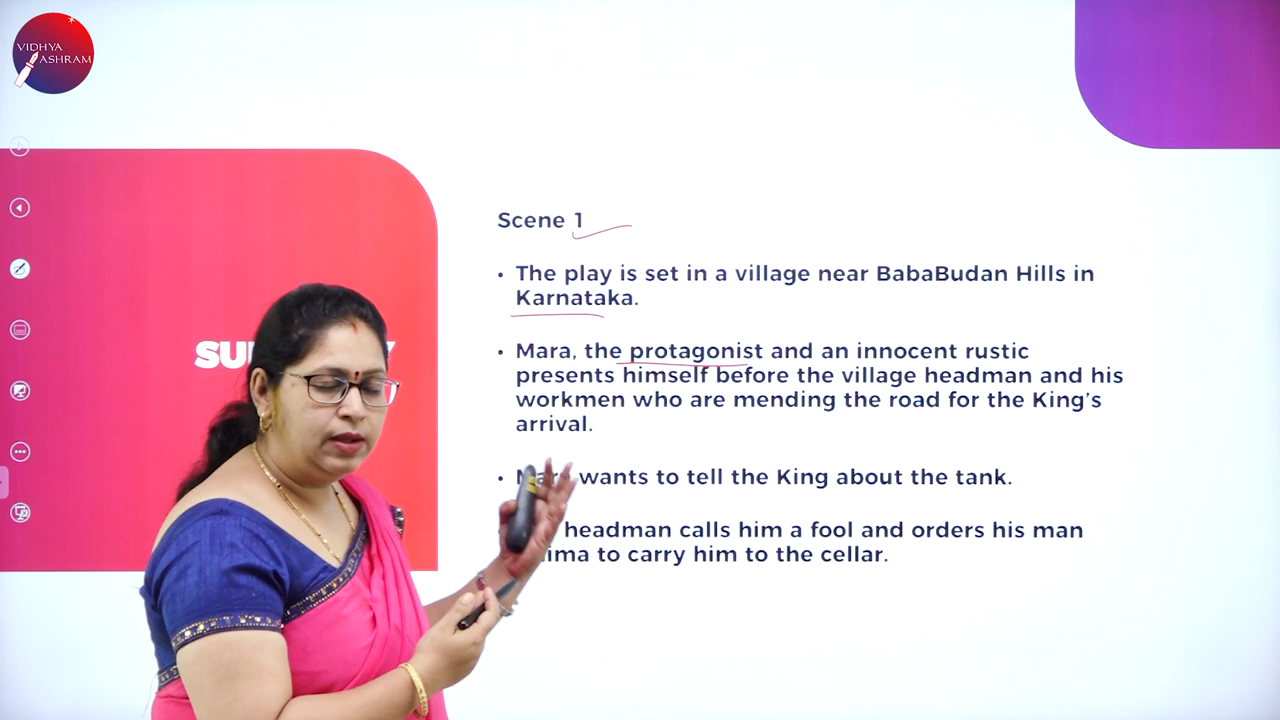 VIDHYA
ASHRAM
Scene 1
• The play is set in a village near BabaBudan Hills in
Karnataka.
• Mara, the protagonist and an innocent rustic
presents himself before the village headman and his
workmen who are mending the road for the King's
arrival.
• wants to tell the King about the tank.
headman calls him a fool and orders his man
to carry him to the cellar.